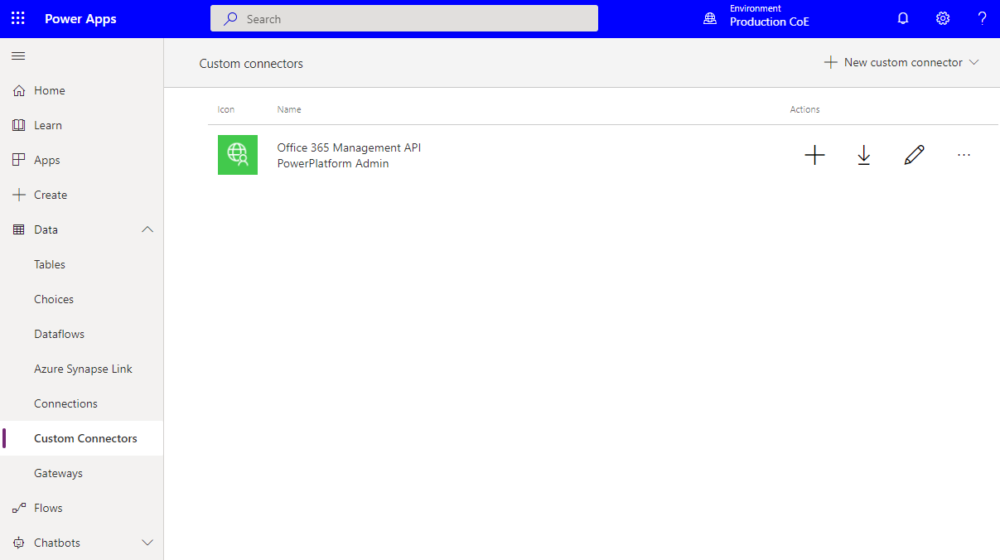 Power Apps
Search
Environment
Production CoE
?
Custom connectors
New custom connector
Home
Learn
Apps
Create
Data
Tables
Choices
Dataflows
Azure Synapse Link
Connections
Custom Connectors
Gateways
Flows
Chatbots
Icon Name Actions
Office 365 Management API
PowerPlatform Admin
...